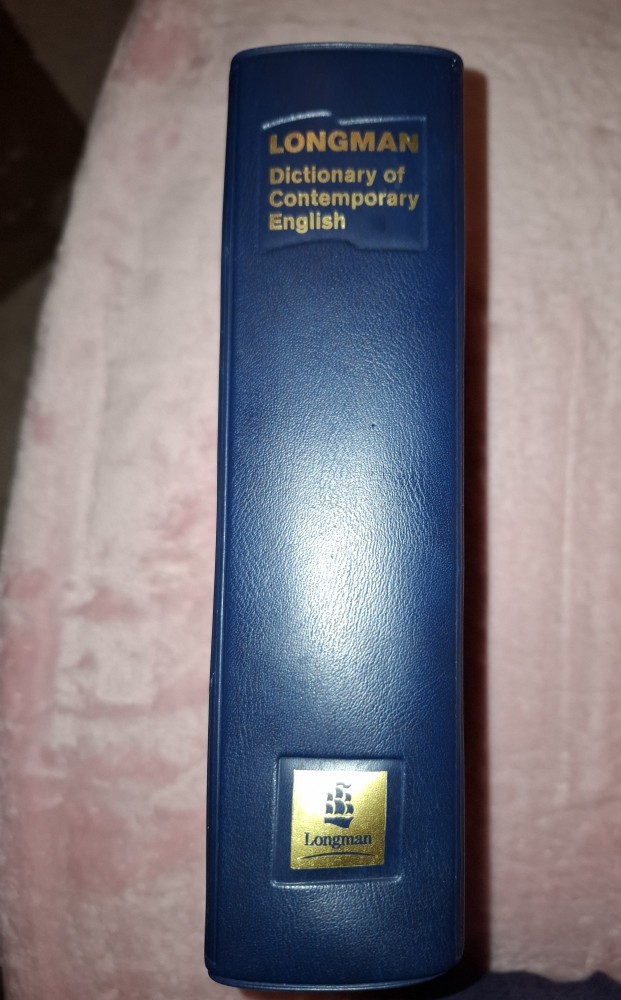 LONGMAN
Dictionary of
Contemporary
English
Longman